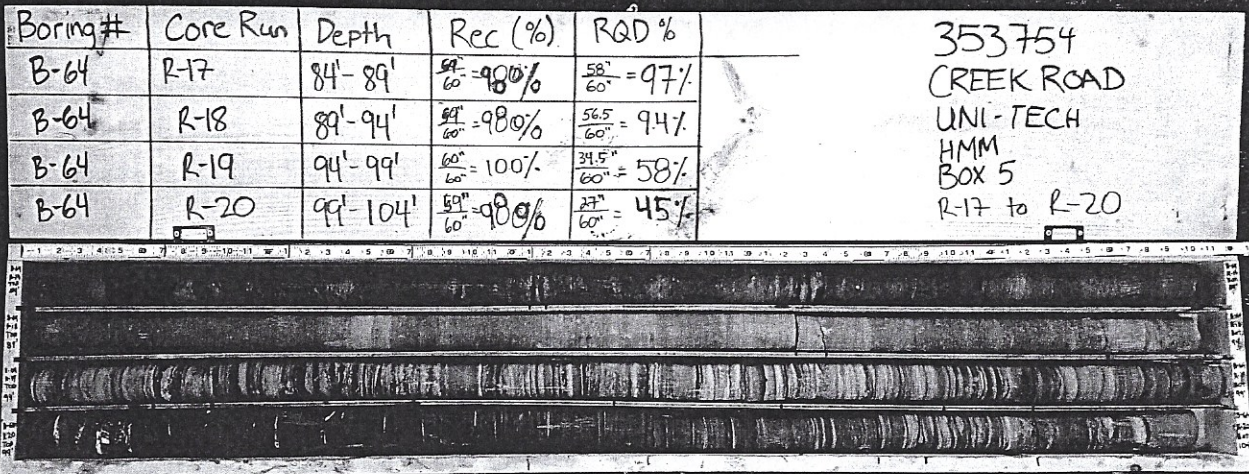 Boring# Core Run Depth Rec (%) RQD %
B-64 R-17 84'-89' 59"/60 = 98% 58"/60" = 97%
B-64 R-18 89'-94' 59"/60" = 98% 56.5/60" = 94%
B-64 R-19 94'-99' 60"/60" = 100% 34.5"/60" = 58%
B-64 R-20 99'-104' 59"/60" = 98% 27"/60" = 45%
353754
CREEK ROAD
UNI-TECH
HMM
BOX 5
R-17 to R-20